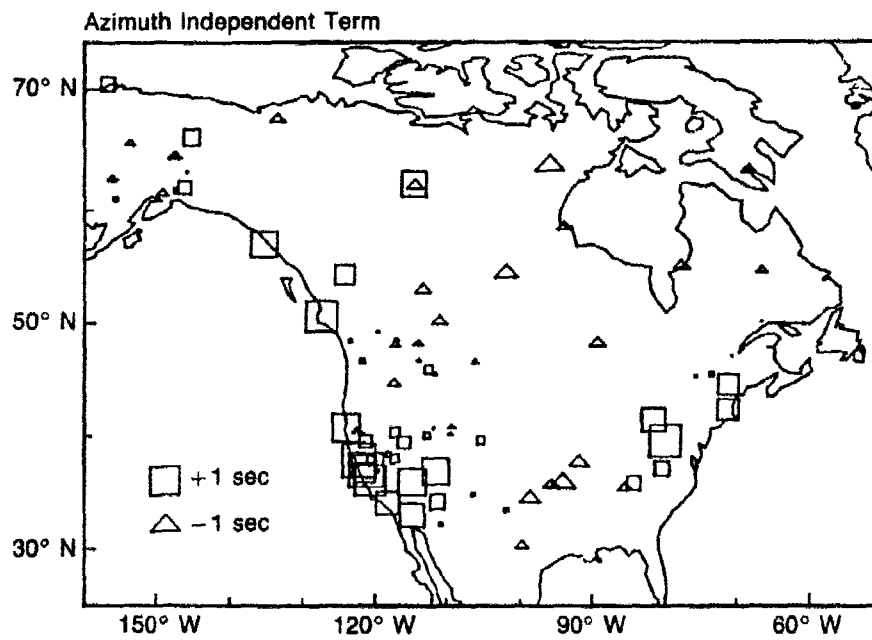 Azimuth Independent Term
70° N
50° N
30° N
+1 sec
-1 sec
150° W
120° W
90° W
60° W